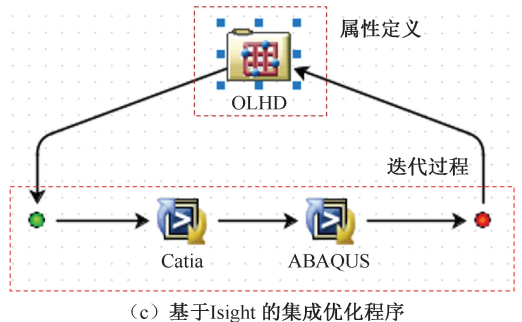 属性定义
OLHD
迭代过程
Catia
ABAQUS
（c）基于Isight 的集成优化程序